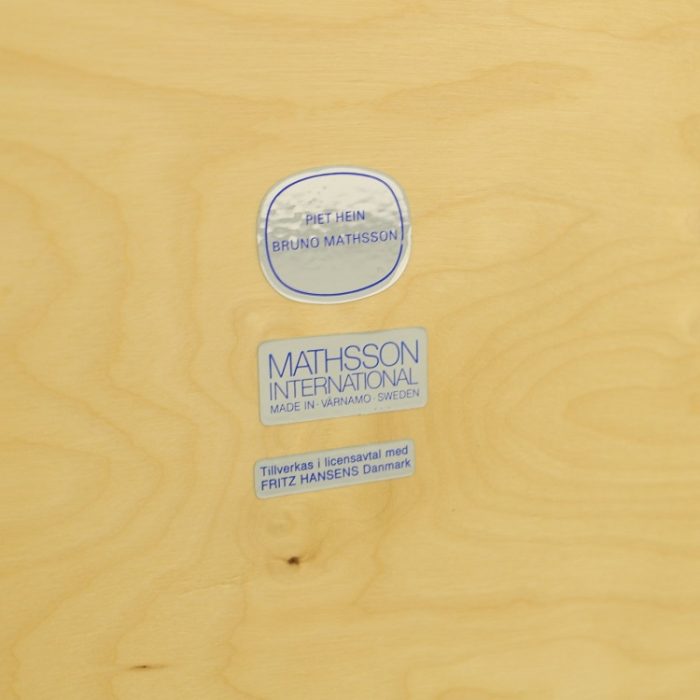 PIET HEIN
BRUNO MATHSSON
MATHSSON
INTERNATIONAL
MADE IN · VÄRNAMO · SWEDEN
Tillverkas i licensavtal med
FRITZ HANSENS Danmark